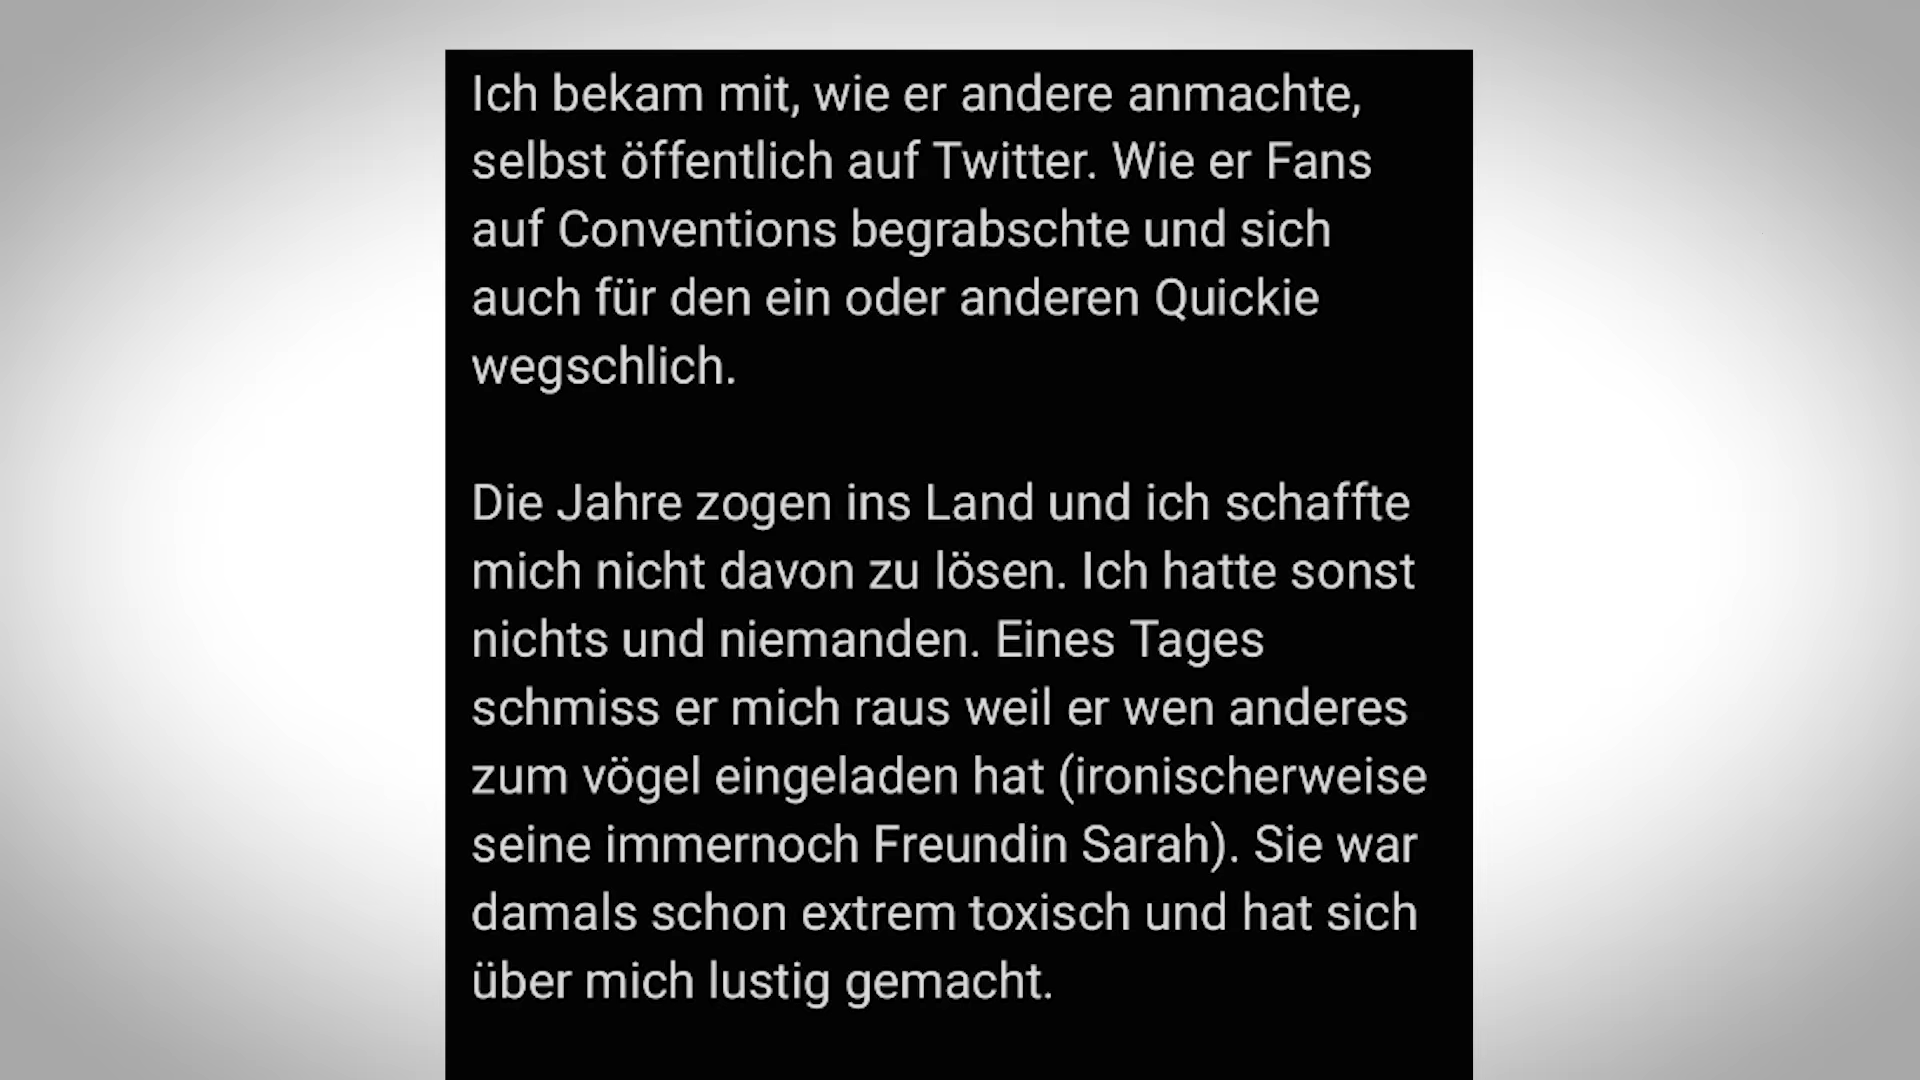 Ich bekam mit, wie er andere anmachte,
selbst öffentlich auf Twitter. Wie er Fans
auf Conventions begrabschte und sich
auch für den ein oder anderen Quickie
wegschlich.
Die Jahre zogen ins Land und ich schaffte
mich nicht davon zu lösen. Ich hatte sonst
nichts und niemanden. Eines Tages
schmiss er mich raus weil er wen anderes
zum vögel eingeladen hat (ironischerweise
seine immernoch Freundin Sarah). Sie war
damals schon extrem toxisch und hat sich
über mich lustig gemacht.